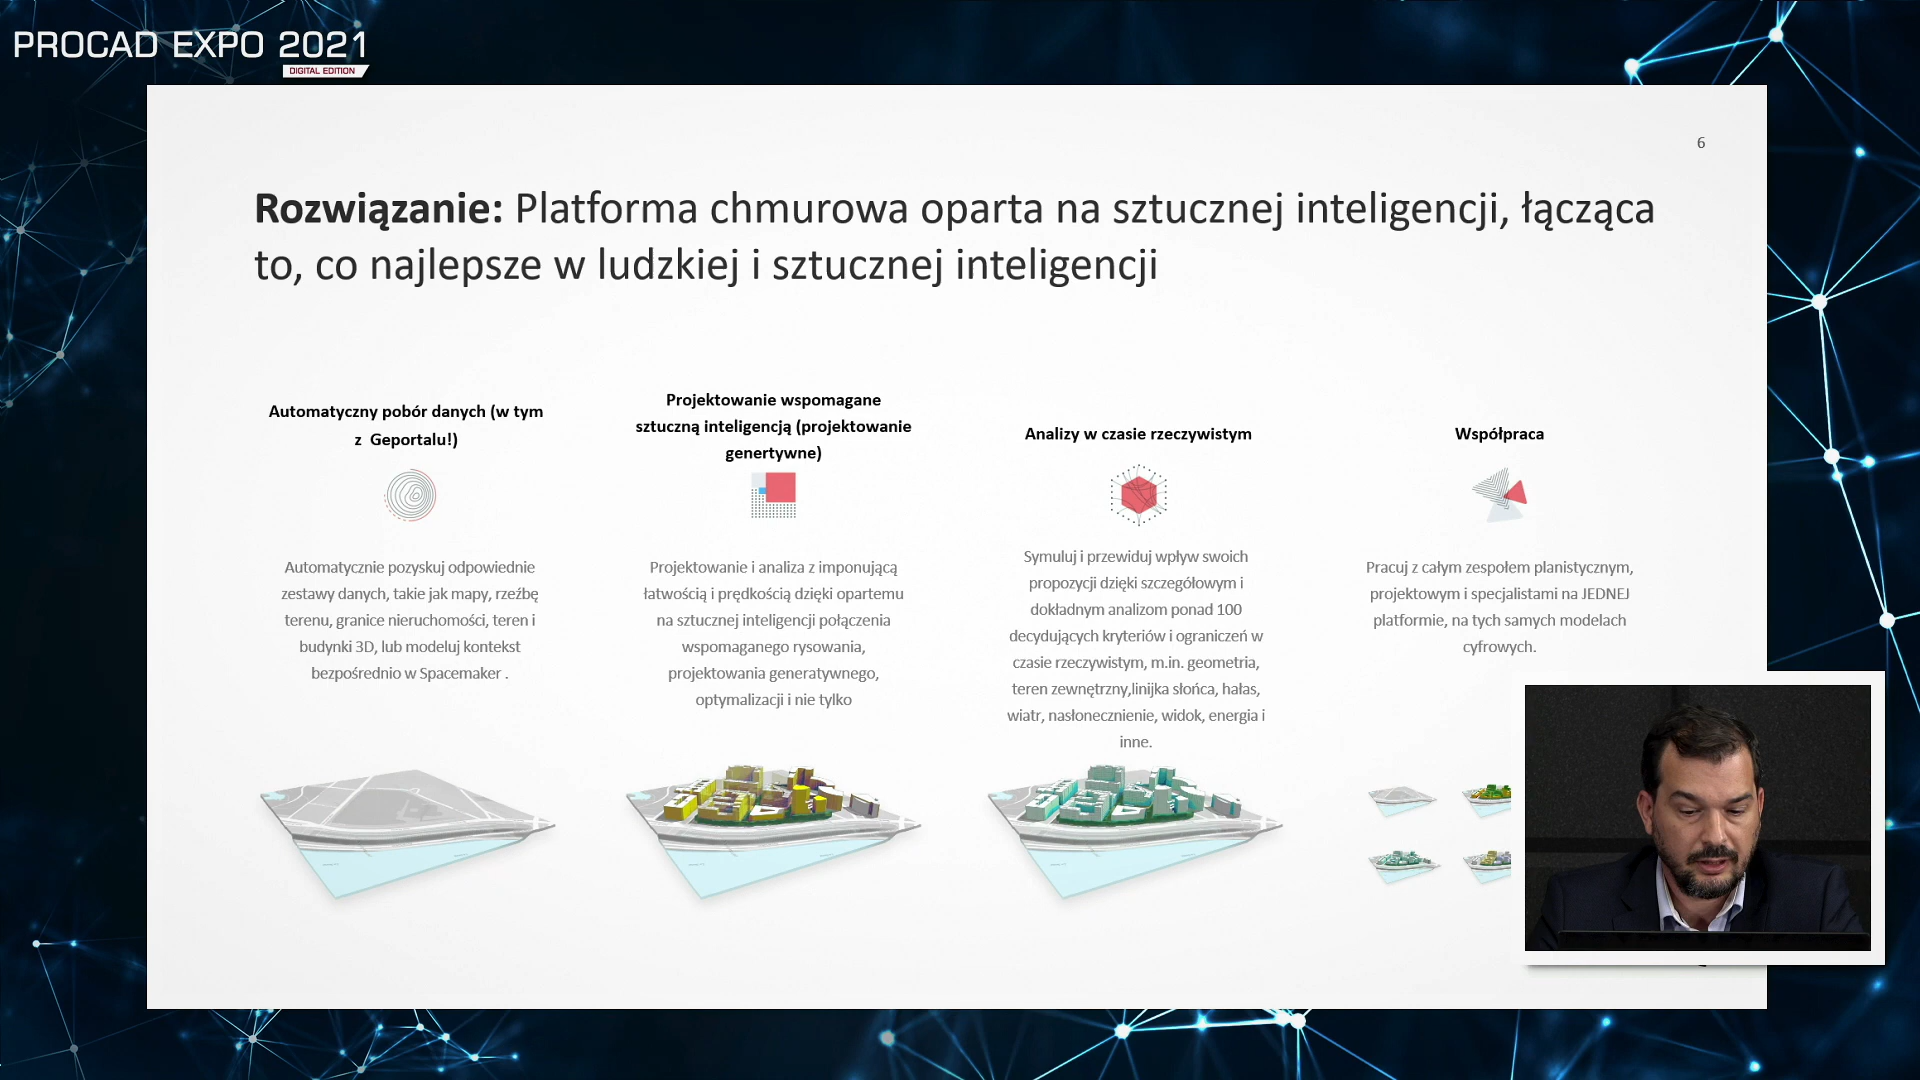 PROCAD EXPO 2021
DIGITAL EDITION
6
Rozwiązanie: Platforma chmurowa oparta na sztucznej inteligencji, łącząca
to, co najlepsze w ludzkiej i sztucznej inteligencji
Automatyczny pobór danych (w tym
z Geportalu!)
Automatycznie pozyskuj odpowiednie
zestawy danych, takie jak mapy, rzeźbę
terenu, granice nieruchomości, teren i
budynki 3D, lub modeluj kontekst
bezpośrednio w Spacemaker .
Projektowanie wspomagane
sztuczną inteligencją (projektowanie
genertywne)
Projektowanie i analiza z imponującą
łatwością i prędkością dzięki opartemu
na sztucznej inteligencji połączenia
wspomaganego rysowania,
projektowania generatywnego,
optymalizacji i nie tylko
Analizy w czasie rzeczywistym
Symuluj i przewiduj wpływ swoich
propozycji dzięki szczegółowym i
dokładnym analizom ponad 100
decydujących kryteriów i ograniczeń w
czasie rzeczywistym, m.in. geometria,
teren zewnętrzny,linijka słońca, hałas,
wiatr, nasłonecznienie, widok, energia i
inne.
Współpraca
Pracuj z całym zespołem planistycznym,
projektowym i specjalistami na JEDNEJ
platformie, na tych samych modelach
cyfrowych.